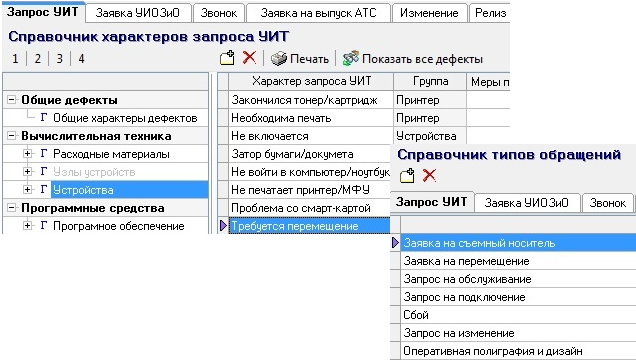 Запрос УИТ Заявка УИОЗиО Звонок Заявка на выпуск АТС Изменение Релиз
Справочник характеров запроса УИТ
1 2 3 4 Печать Показать все дефекты
Общие дефекты
Г Общие характеры дефектов
Вычислительная техника
Г Расходные материалы
Г Узлы устройств
Г Устройства
Программные средства
Г Програмное обеспечение
Характер запроса УИТ Группа Меры п
Закончился тонер/картридж Принтер
Необходима печать Принтер
Не включается Устройства
Затор бумаги/докумета
Не войти в компьютер/ноутбук
Не печатает принтер/МФУ
Проблема со смарт-картой
Требуется перемещение
Справочник типов обращений
Запрос УИТ Заявка УИОЗиО Звонок
Заявка на съемный носитель
Заявка на перемещение
Запрос на обслуживание
Запрос на подключение
Сбой
Запрос на изменение
Оперативная полиграфия и дизайн